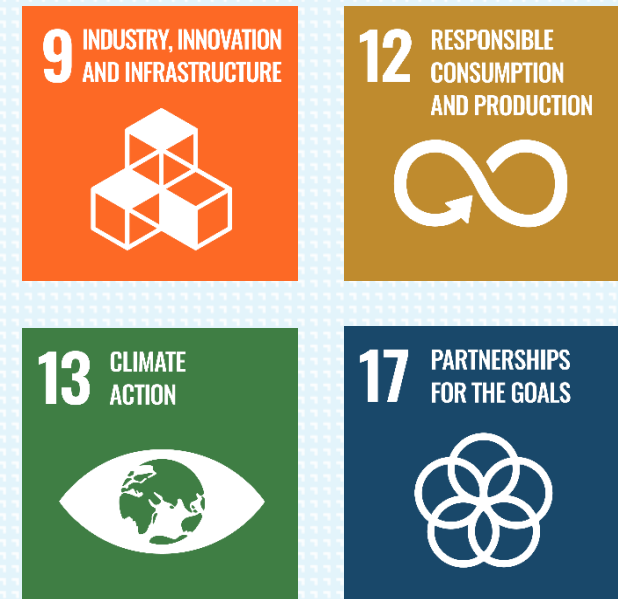 9 INDUSTRY, INNOVATION
AND INFRASTRUCTURE
12 RESPONSIBLE
CONSUMPTION
AND PRODUCTION
13 CLIMATE
ACTION
17 PARTNERSHIPS
FOR THE GOALS